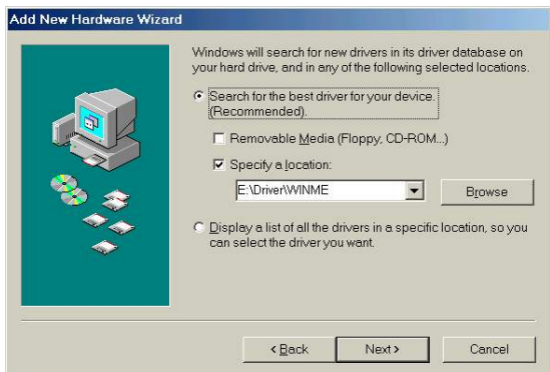 Add New Hardware Wizard
Windows will search for new drivers in its driver database on
your hard drive, and in any of the following selected locations.
Search for the best driver for your device.
(Recommended).
Removable Media (Floppy, CD-ROM...)
Specify a location:
E:\Driver\WINME
Browse
Display a list of all the drivers in a specific location, so you
can select the driver you want.
< Back
Next >
Cancel